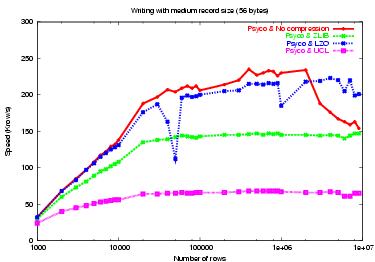 Writing with medium record size (56 bytes)
Psyco & No compression
Psyco & ZLIB
Psyco & LZO
Psyco & UCL
Speed (Krow/s)
300
250
200
150
100
50
0
1000 10000 100000 1e+06 1e+07
Number of rows